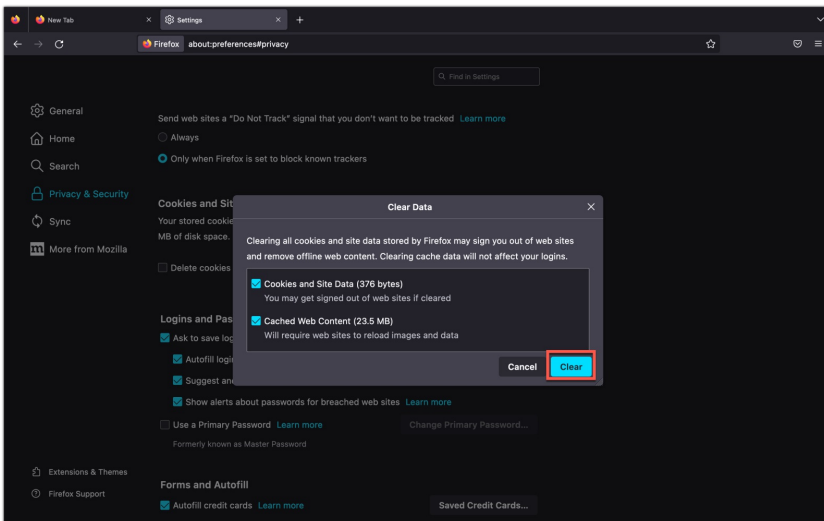 New Tab
Settings
Firefox about:preferences#privacy
Find in Settings
General
Home
Search
Privacy & Security
Sync
More from Mozilla
Extensions & Themes
Firefox Support
Send web sites a “Do Not Track” signal that you don’t want to be tracked Learn more
Always
Only when Firefox is set to block known trackers
Cookies and Sit
Your stored cookie
MB of disk space.
Delete cookies
Clear Data
Clearing all cookies and site data stored by Firefox may sign you out of web sites
and remove offline web content. Clearing cache data will not affect your logins.
Cookies and Site Data (376 bytes)
You may get signed out of web sites if cleared
Cached Web Content (23.5 MB)
Will require web sites to reload images and data
Cancel Clear
Logins and Pas
Ask to save log
Autofill logi
Suggest an
Show alerts about passwords for breached web sites Learn more
Use a Primary Password Learn more Change Primary Password...
Formerly known as Master Password
Forms and Autofill
Autofill credit cards Learn more Saved Credit Cards...